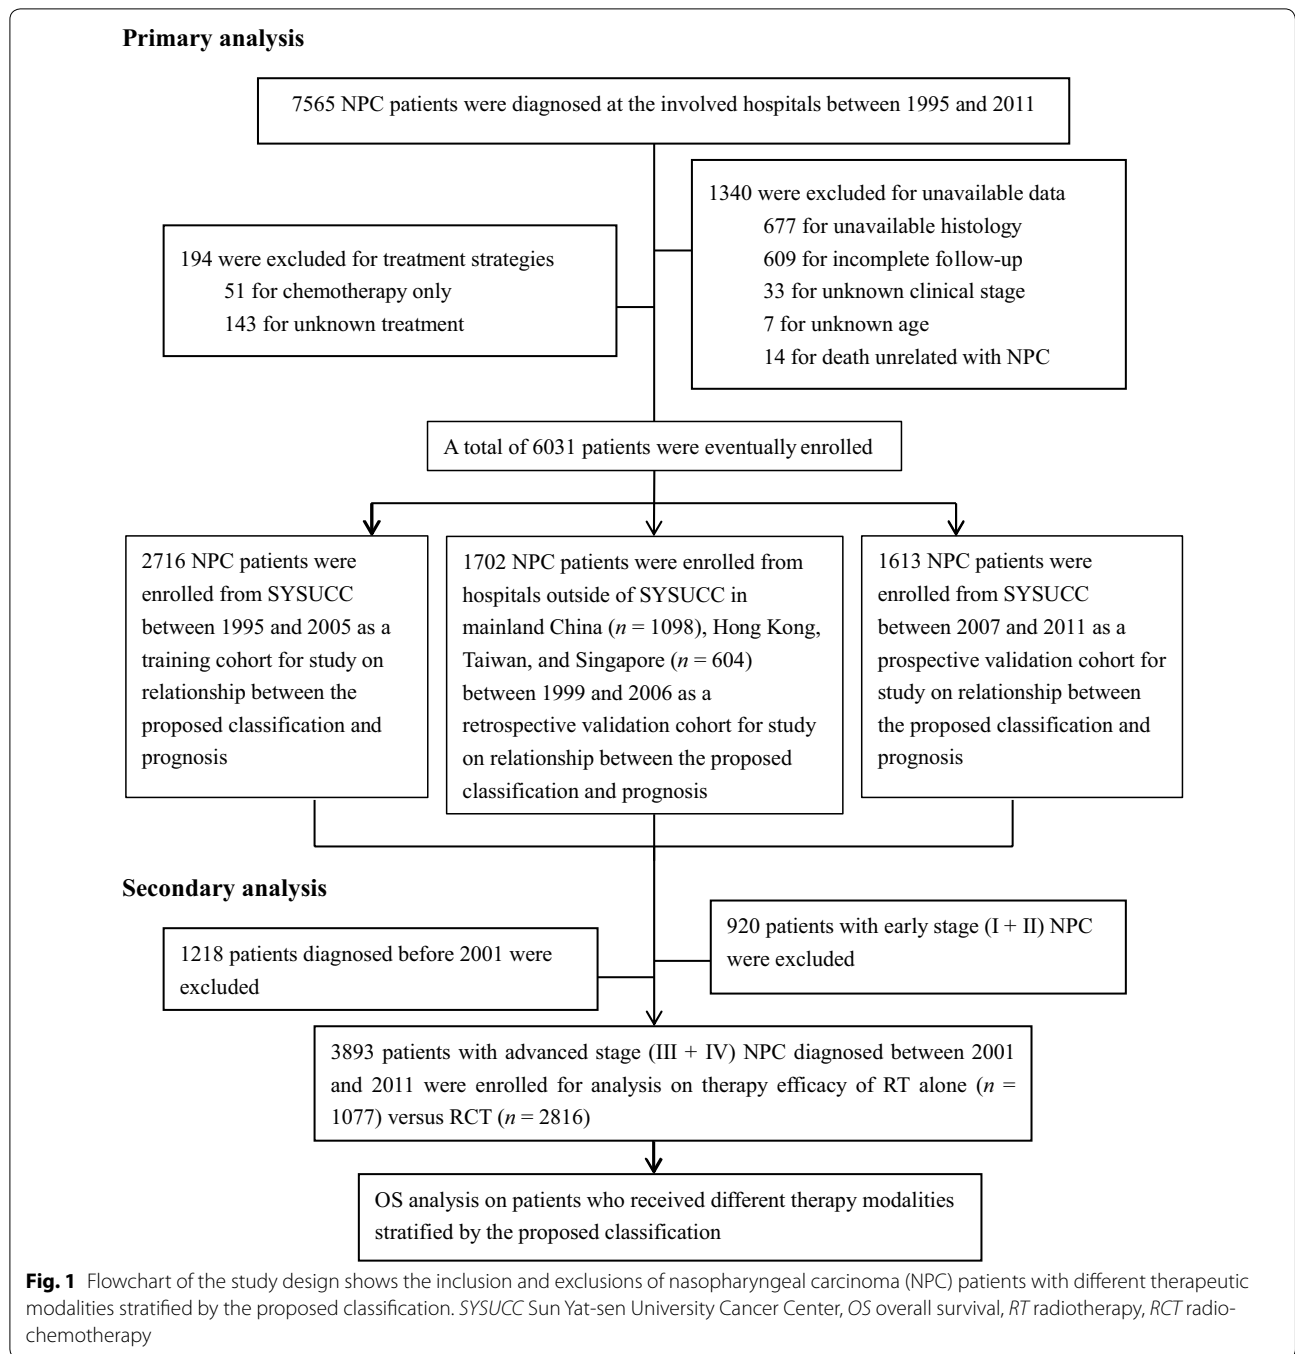 Primary analysis
7565 NPC patients were diagnosed at the involved hospitals between 1995 and 2011
1340 were excluded for unavailable data
677 for unavailable histology
609 for incomplete follow-up
33 for unknown clinical stage
7 for unknown age
14 for death unrelated with NPC
194 were excluded for treatment strategies
51 for chemotherapy only
143 for unknown treatment
A total of 6031 patients were eventually enrolled
2716 NPC patients were
enrolled from SYSUCC
between 1995 and 2005 as a
training cohort for study on
relationship between the
proposed classification and
prognosis
1702 NPC patients were enrolled from
hospitals outside of SYSUCC in
mainland China (n = 1098), Hong Kong,
Taiwan, and Singapore (n = 604)
between 1999 and 2006 as a
retrospective validation cohort for study
on relationship between the proposed
classification and prognosis
1613 NPC patients were
enrolled from SYSUCC
between 2007 and 2011 as a
prospective validation cohort for
study on relationship between
the proposed classification and
prognosis
Secondary analysis
920 patients with early stage (I + II) NPC
were excluded
1218 patients diagnosed before 2001 were
excluded
3893 patients with advanced stage (III + IV) NPC diagnosed between 2001
and 2011 were enrolled for analysis on therapy efficacy of RT alone (n =
1077) versus RCT (n = 2816)
OS analysis on patients who received different therapy modalities
stratified by the proposed classification
Fig. 1 Flowchart of the study design shows the inclusion and exclusions of nasopharyngeal carcinoma (NPC) patients with different therapeutic
modalities stratified by the proposed classification. SYSUCC Sun Yat-sen University Cancer Center, OS overall survival, RT radiotherapy, RCT radio-
chemotherapy